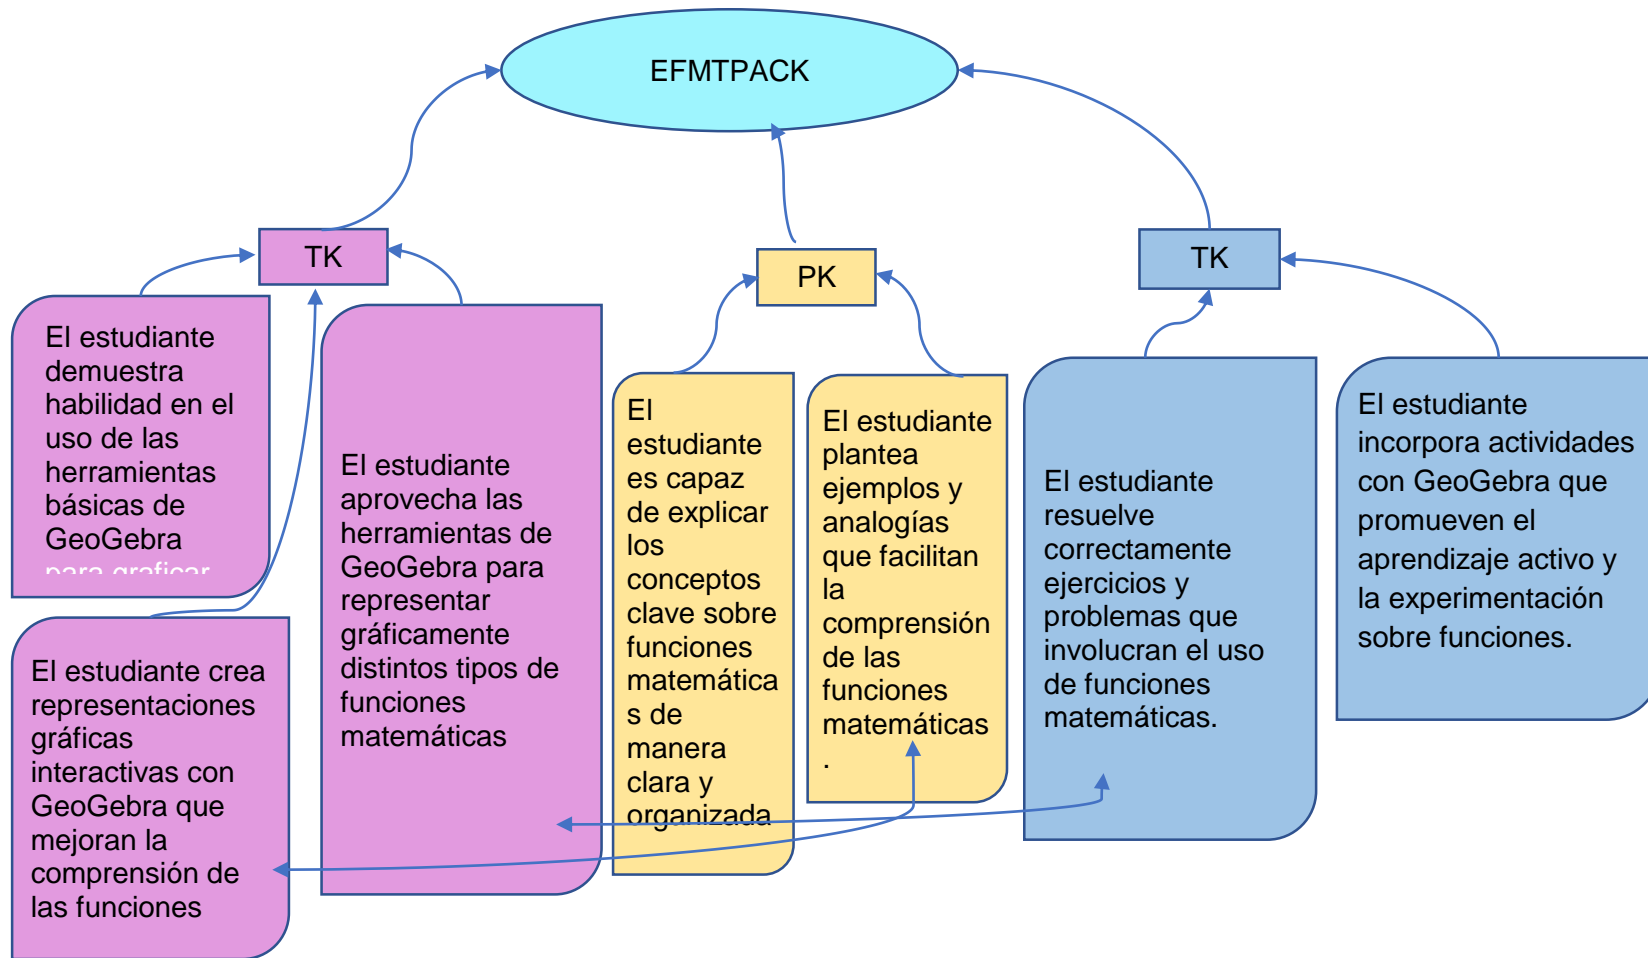 EFMTPACK
TK
PK
TK
El estudiante
demuestra
habilidad en el
uso de las
herramientas
básicas de
GeoGebra
para graficar
El estudiante
aprovecha las
herramientas de
GeoGebra para
representar
gráficamente
distintos tipos de
funciones
matemáticas
El
estudiante
es capaz
de explicar
los
conceptos
clave sobre
funciones
matemática
s de
manera
clara y
organizada
El estudiante
plantea
ejemplos y
analogías
que facilitan
la
comprensión
de las
funciones
matemáticas
.
El estudiante
resuelve
correctamente
ejercicios y
problemas que
involucran el uso
de funciones
matemáticas.
El estudiante
incorpora actividades
con GeoGebra que
promueven el
aprendizaje activo y
la experimentación
sobre funciones.
El estudiante crea
representaciones
gráficas
interactivas con
GeoGebra que
mejoran la
comprensión de
las funciones